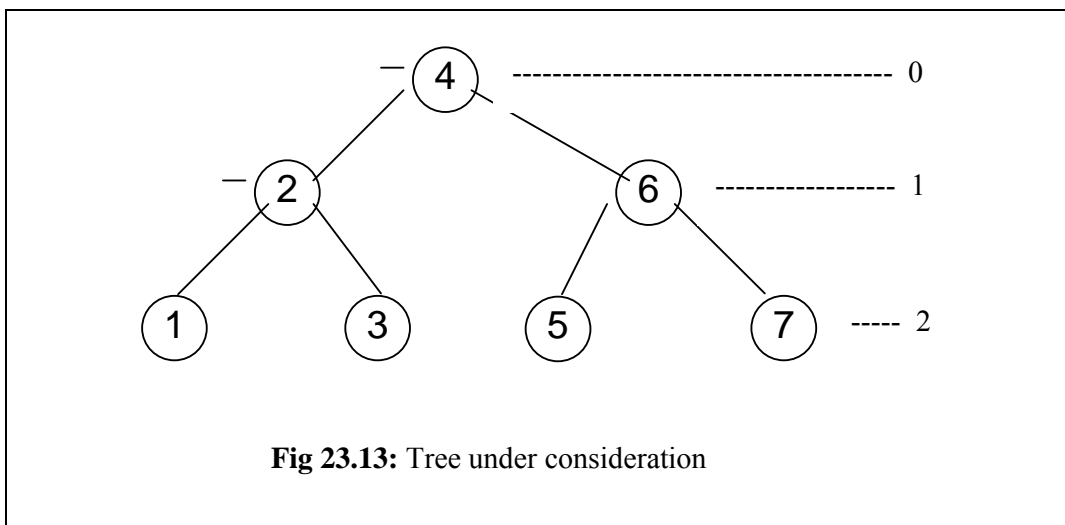 — 4 ------------------------------------- 0
— 2 6 ----------------- 1
1 3 5 7 ----- 2
Fig 23.13: Tree under consideration